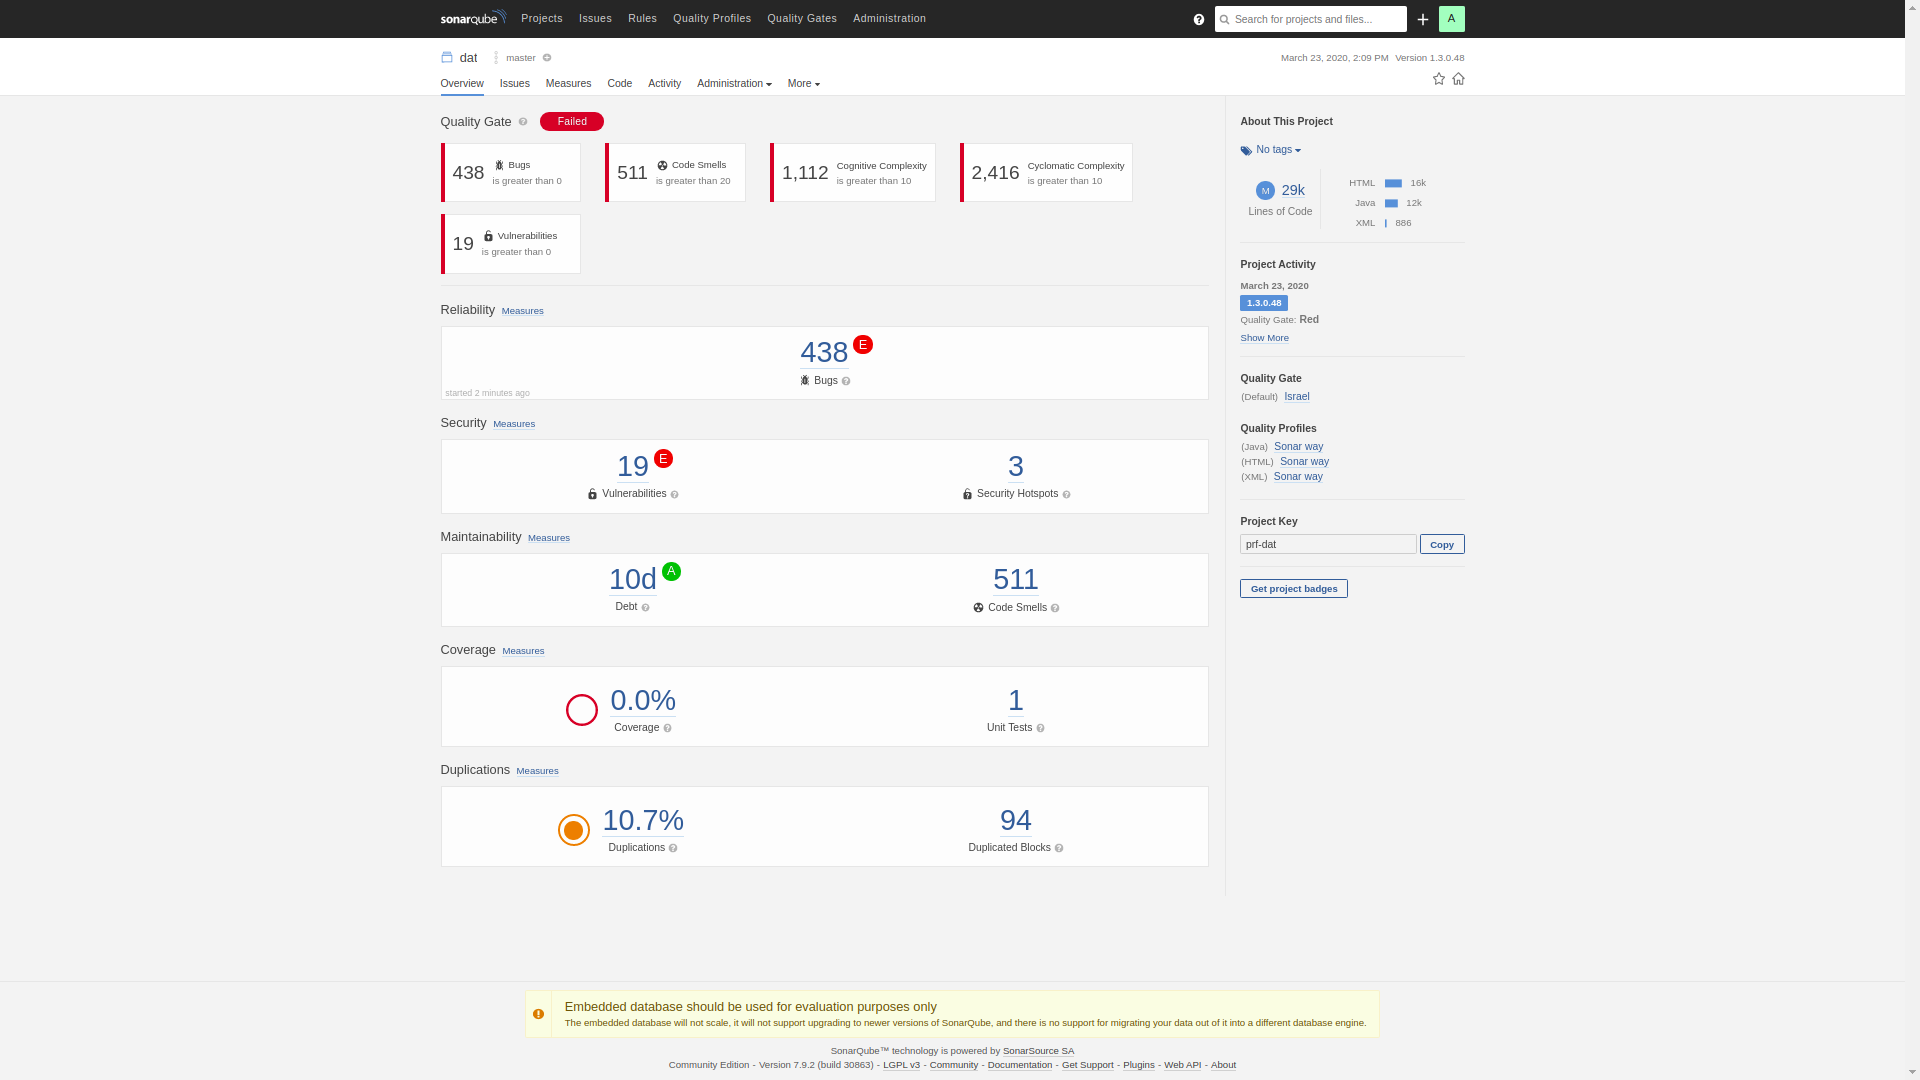 sonarqube Projects Issues Rules Quality Profiles Quality Gates Administration ? Search for projects and files... A
dat master March 23, 2020, 2:09 PM Version 1.3.0.48
Overview Issues Measures Code Activity Administration More
Quality Gate ? Failed
438 Bugs
is greater than 0
511 Code Smells
is greater than 20
1,112 Cognitive Complexity
is greater than 10
2,416 Cyclomatic Complexity
is greater than 10
19 Vulnerabilities
is greater than 0
Reliability Measures
438 E
Bugs ?
started 2 minutes ago
Security Measures
19 E
Vulnerabilities ?
3
Security Hotspots ?
Maintainability Measures
10d A
Debt ?
511
Code Smells ?
Coverage Measures
0.0%
Coverage ?
1
Unit Tests ?
Duplications Measures
10.7%
Duplications ?
94
Duplicated Blocks ?
About This Project
No tags
M 29k
Lines of Code
HTML 16k
Java 12k
XML 886
Project Activity
March 23, 2020
1.3.0.48
Quality Gate: Red
Show More
Quality Gate
(Default) Israel
Quality Profiles
(Java) Sonar way
(HTML) Sonar way
(XML) Sonar way
Project Key
prf-dat Copy
Get project badges
Embedded database should be used for evaluation purposes only
The embedded database will not scale, it will not support upgrading to newer versions of SonarQube, and there is no support for migrating your data out of it into a different database engine.
SonarQube™ technology is powered by SonarSource SA
Community Edition - Version 7.9.2 (build 30863) - LGPL v3 - Community - Documentation - Get Support - Plugins - Web API - About